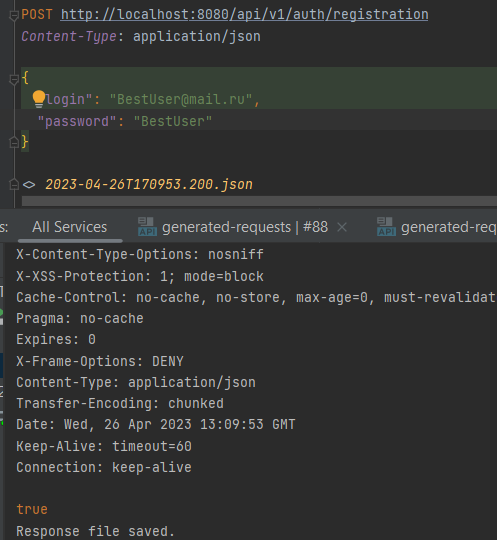 POST http://localhost:8080/api/v1/auth/registration
Content-Type: application/json
{
login": "BestUser@mail.ru",
"password": "BestUser"
}
<> 2023-04-26T170953.200.json
s: All Services generated-requests | #88 generated-req
X-Content-Type-Options: nosniff
X-XSS-Protection: 1; mode=block
Cache-Control: no-cache, no-store, max-age=0, must-revalidat
Pragma: no-cache
Expires: 0
X-Frame-Options: DENY
Content-Type: application/json
Transfer-Encoding: chunked
Date: Wed, 26 Apr 2023 13:09:53 GMT
Keep-Alive: timeout=60
Connection: keep-alive
true
Response file saved.